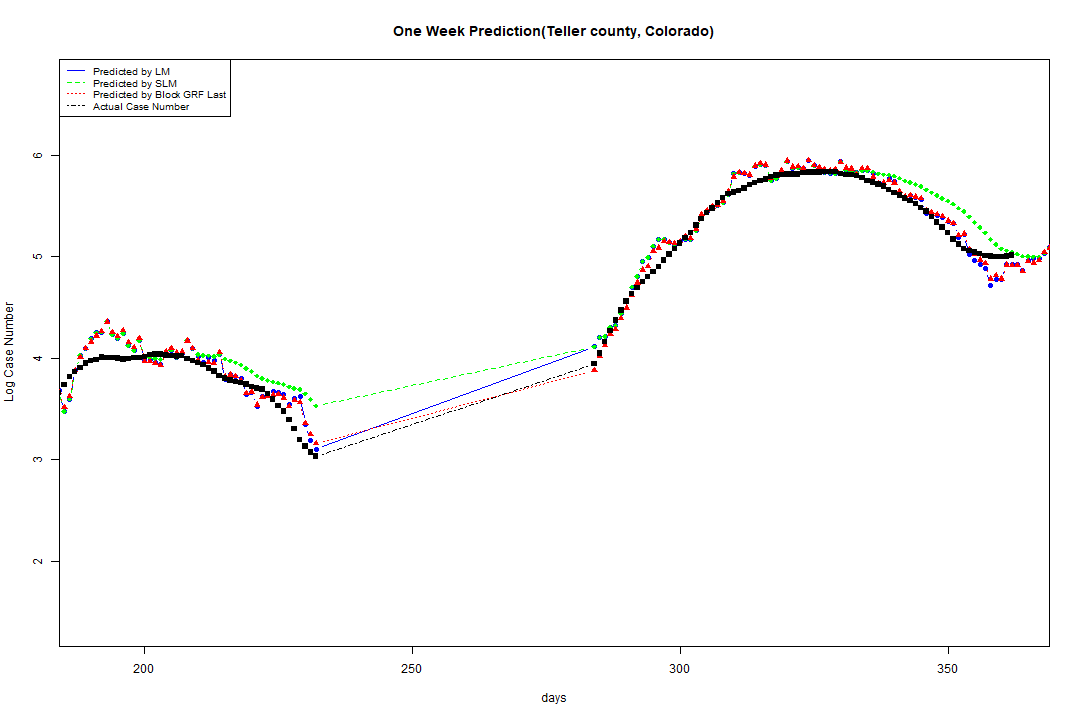 One Week Prediction(Teller county, Colorado)
Predicted by LM
Predicted by SLM
Predicted by Block GRF Last
Actual Case Number
6
5
4
3
2
Log Case Number
200
250
300
350
days